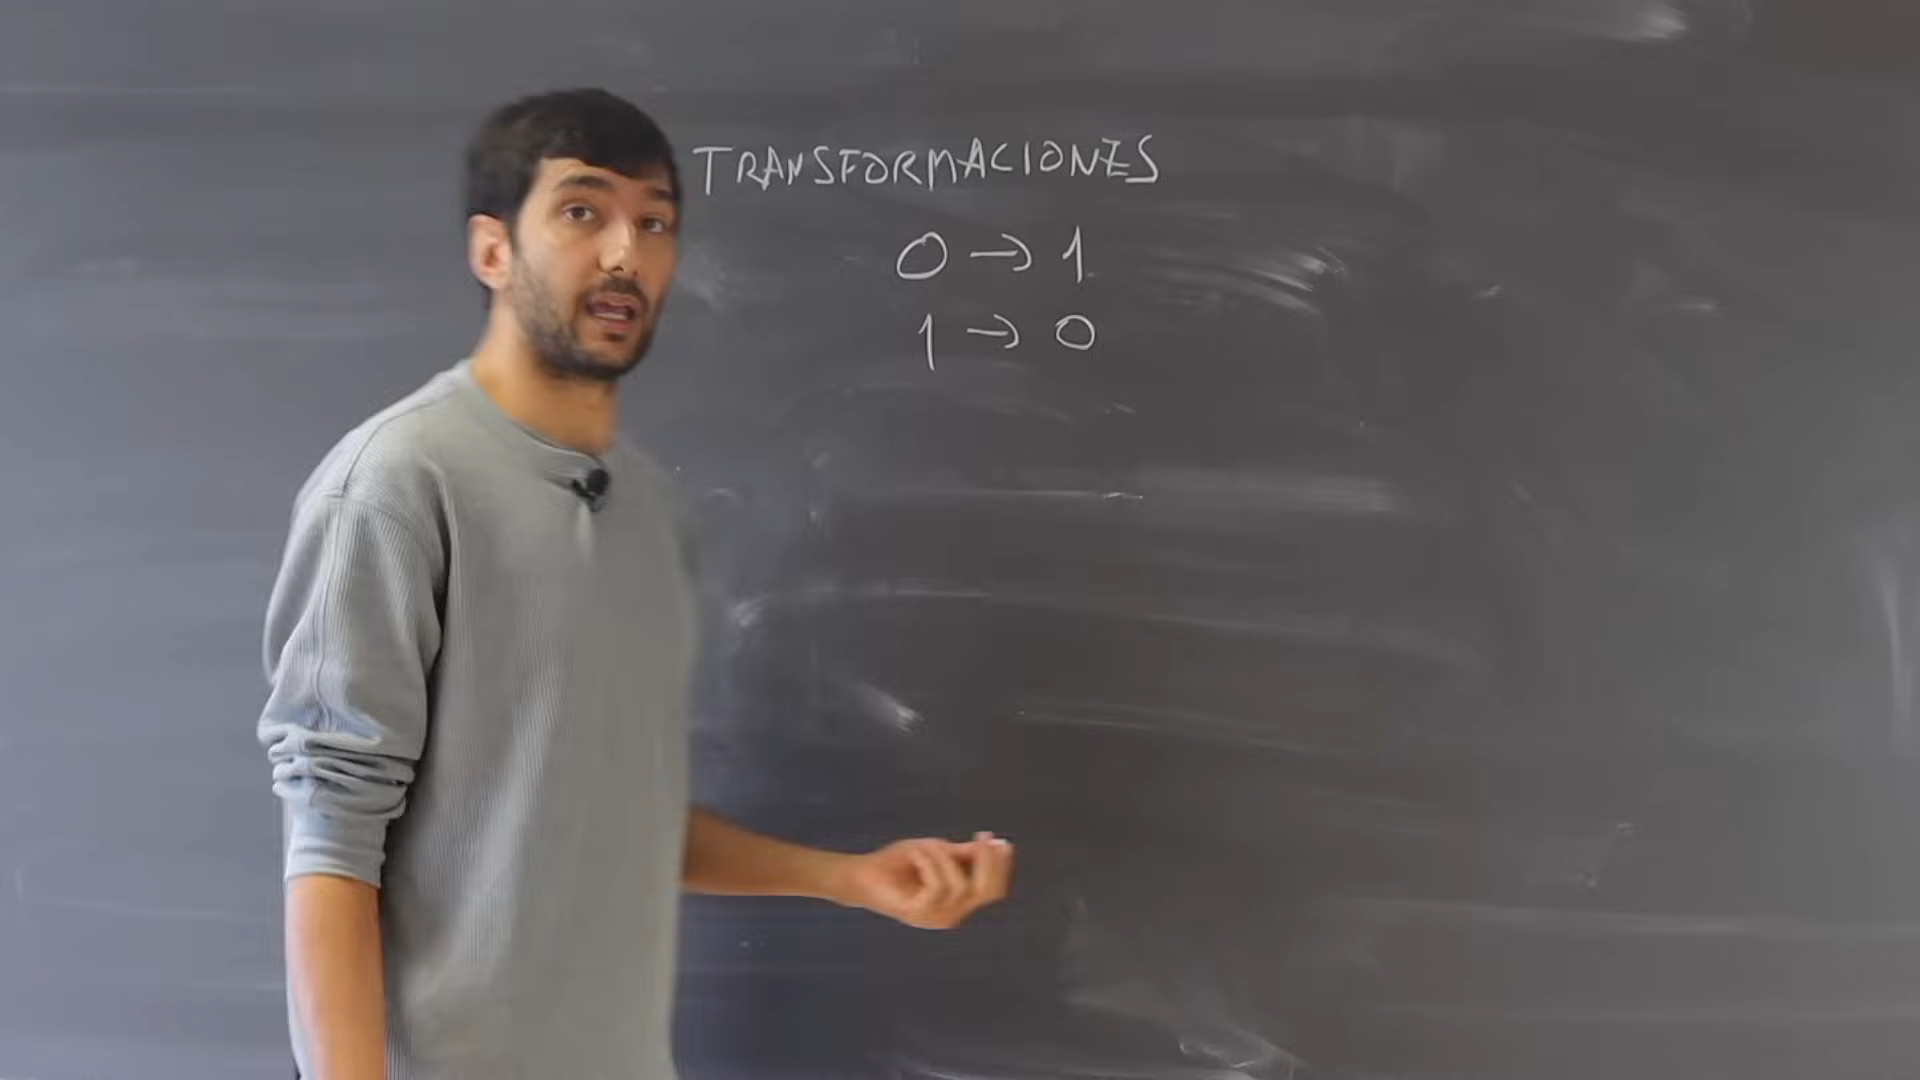 TRANSFORMACIONES
0 → 1
1 → 0